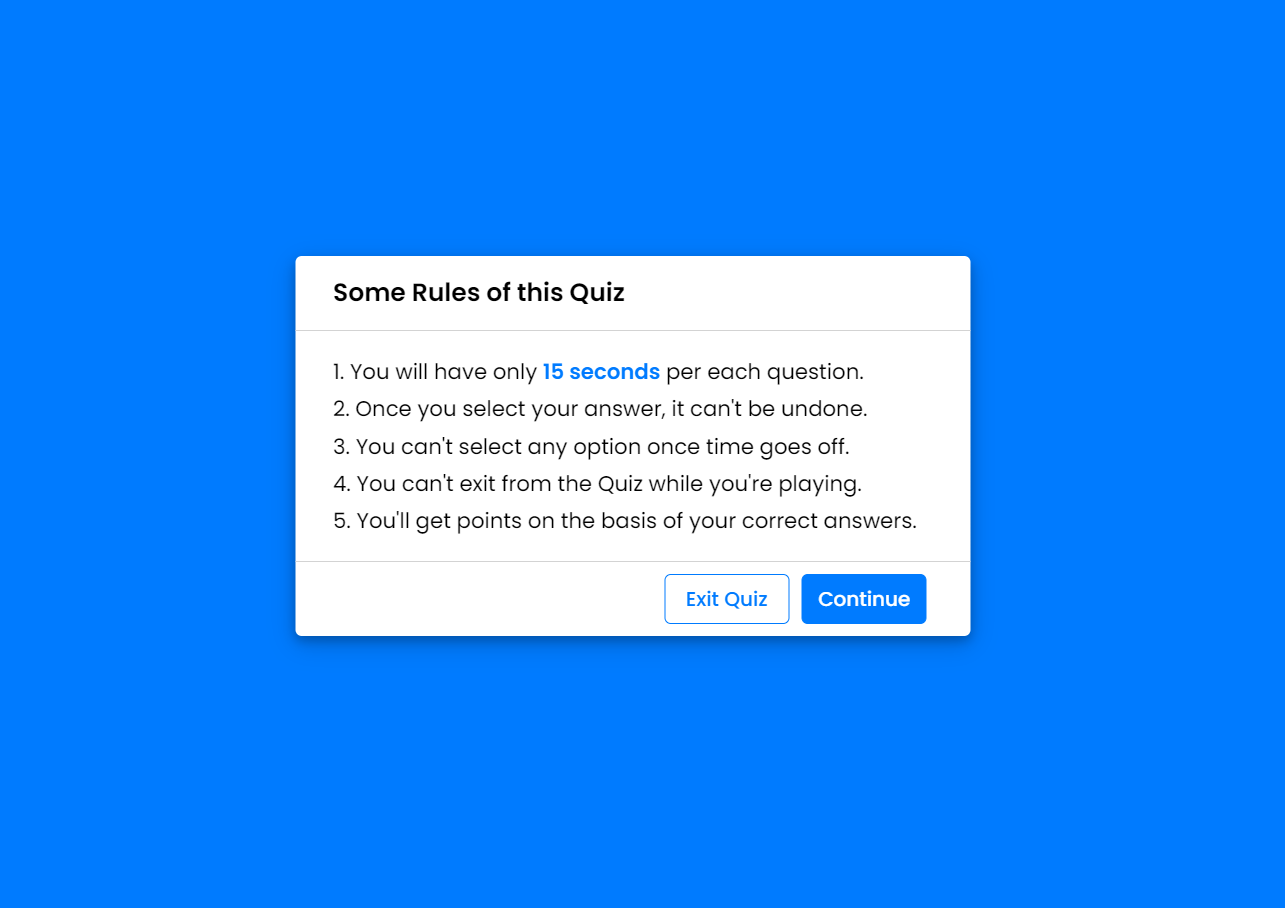 Some Rules of this Quiz
1. You will have only 15 seconds per each question.
2. Once you select your answer, it can't be undone.
3. You can't select any option once time goes off.
4. You can't exit from the Quiz while you're playing.
5. You'll get points on the basis of your correct answers.
Exit Quiz
Continue